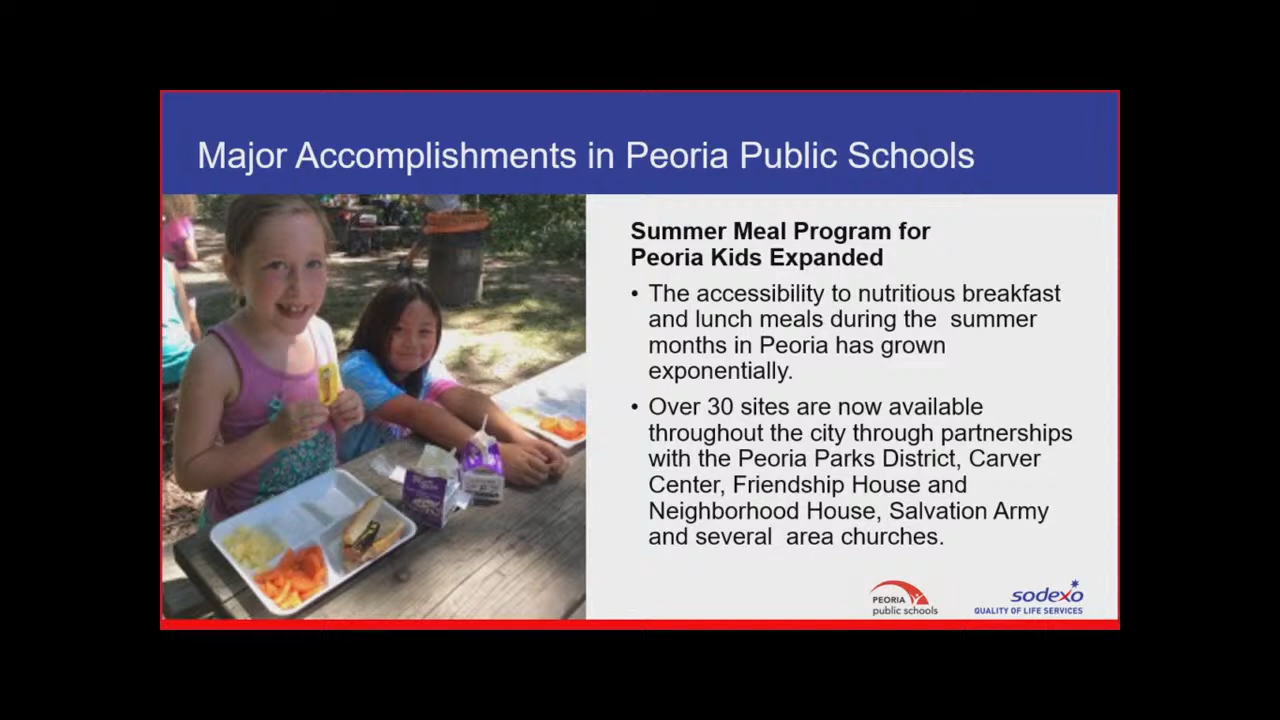 Major Accomplishments in Peoria Public Schools
Summer Meal Program for
Peoria Kids Expanded
• The accessibility to nutritious breakfast
and lunch meals during the  summer
months in Peoria has grown
exponentially.
• Over 30 sites are now available
throughout the city through partnerships
with the Peoria Parks District, Carver
Center, Friendship House and
Neighborhood House, Salvation Army
and several  area churches.
PEORIA
public schools
sodexo
QUALITY OF LIFE SERVICES